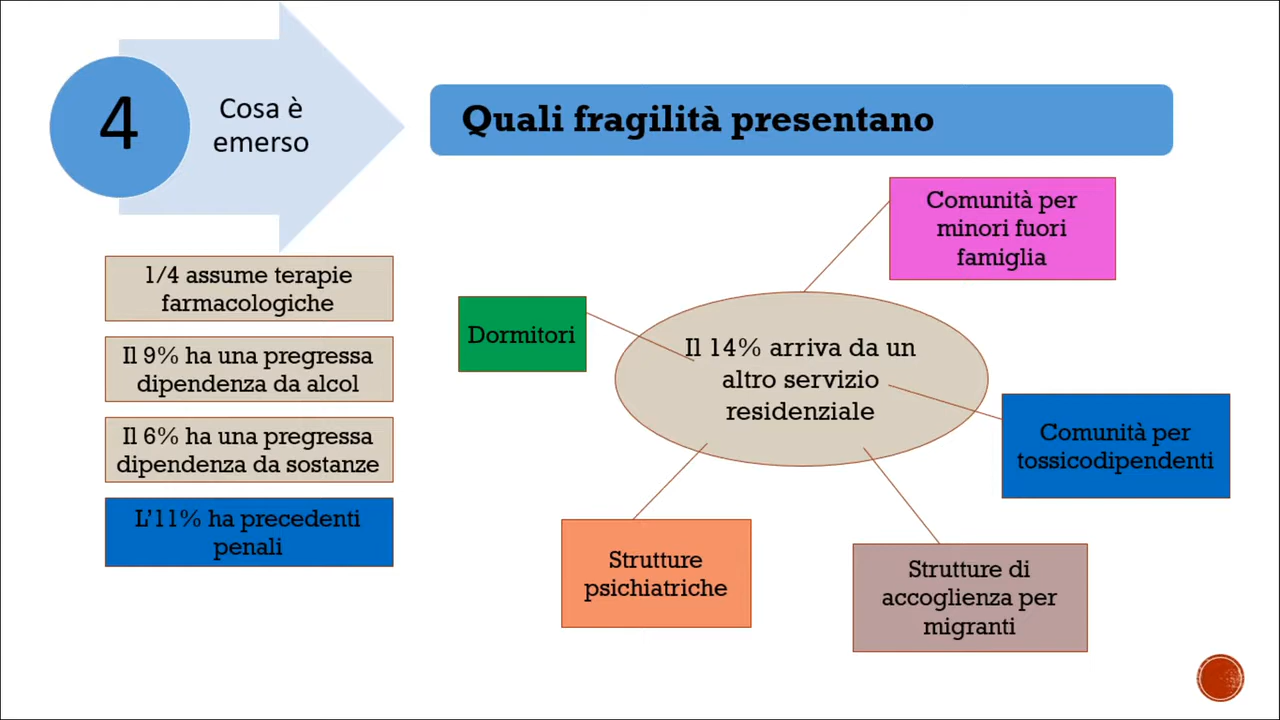 4
Cosa è
emerso
Quali fragilità presentano
1/4 assume terapie
farmacologiche
Il 9% ha una pregressa
dipendenza da alcol
Il 6% ha una pregressa
dipendenza da sostanze
L'11% ha precedenti
penali
Comunità per
minori fuori
famiglia
Dormitori
Il 14% arriva da un
altro servizio
residenziale
Comunità per
tossicodipendenti
Strutture
psichiatriche
Strutture di
accoglienza per
migranti